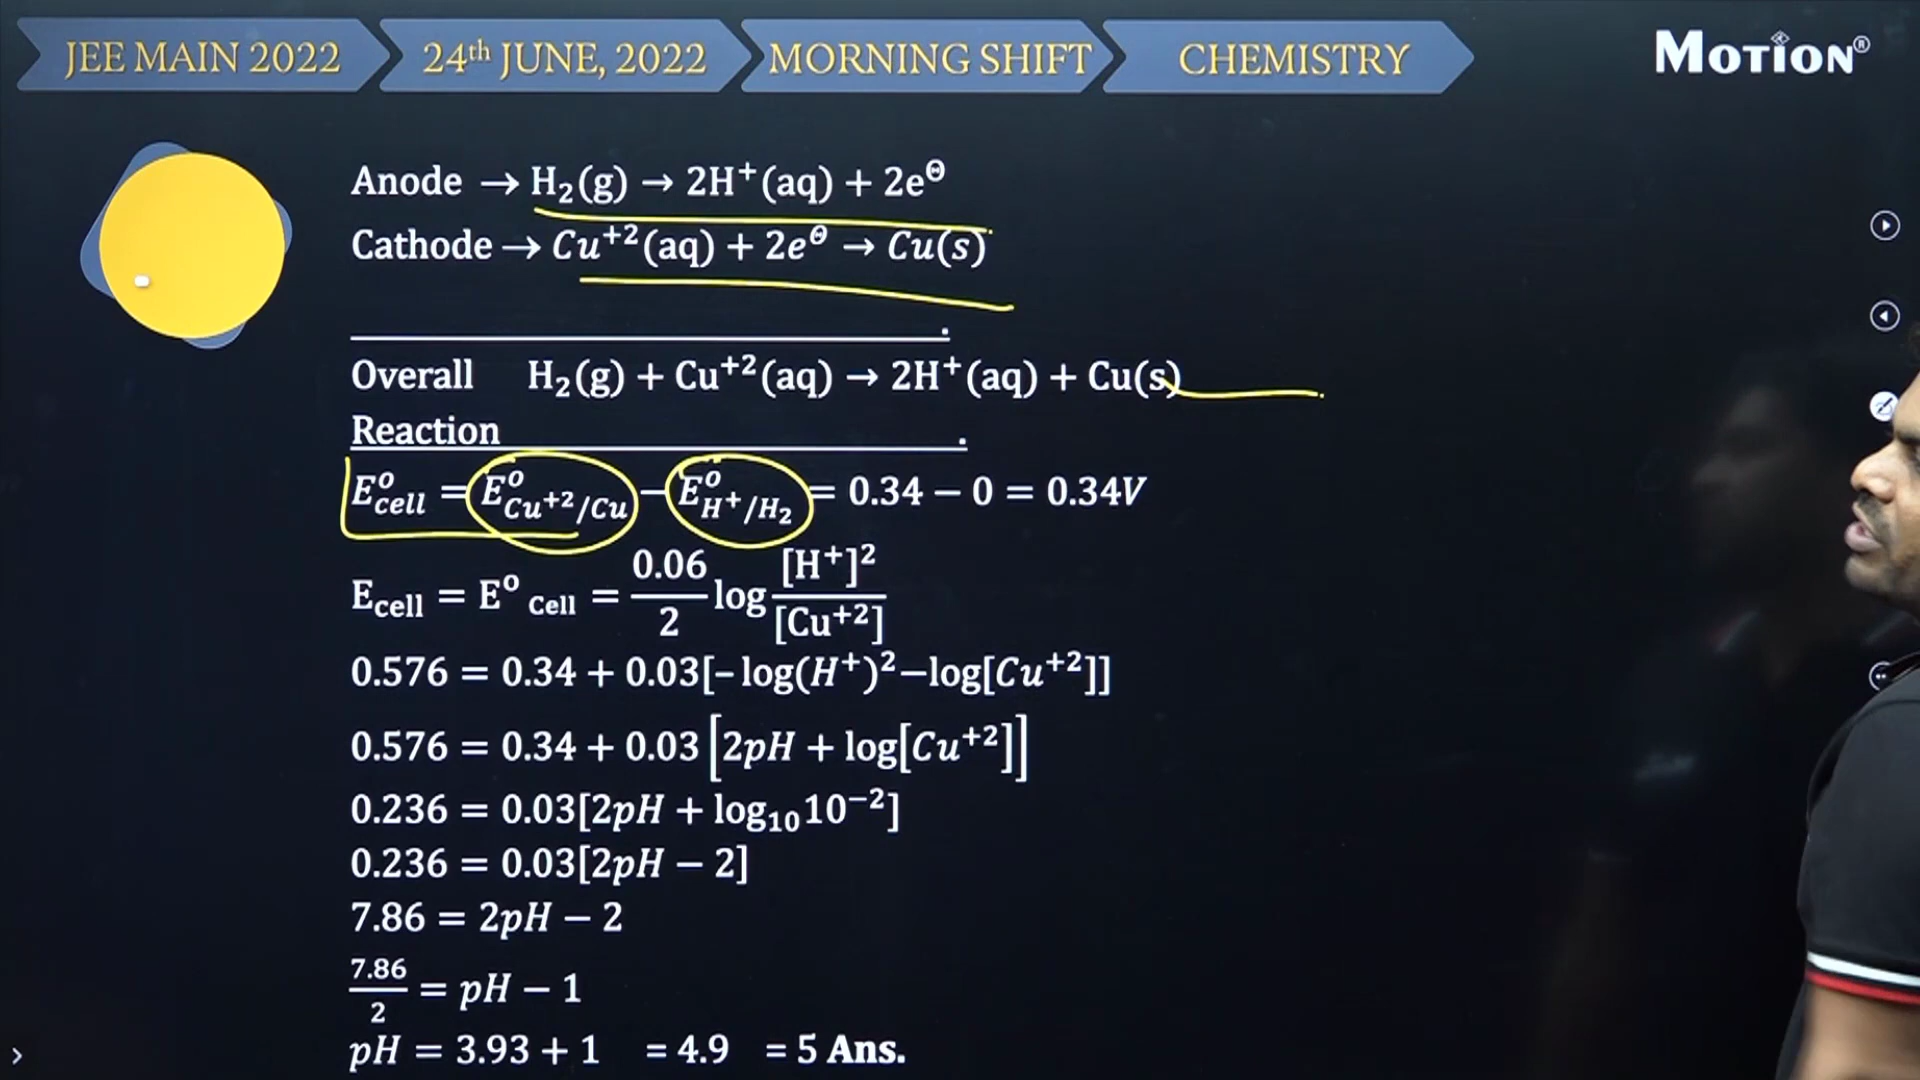 JEE MAIN 2022 24th JUNE, 2022 MORNING SHIFT CHEMISTRY MOTION®
Anode → H₂(g) → 2H⁺(aq) + 2e^Θ
Cathode → Cu⁺²(aq) + 2e^Θ → Cu(s)
Overall H₂(g) + Cu⁺²(aq) → 2H⁺(aq) + Cu(s)
Reaction
E°_cell = E°_Cu⁺²/Cu − E°_H⁺/H₂ = 0.34 − 0 = 0.34V
E_cell = E°_Cell = 0.06/2 log [H⁺]²/[Cu⁺²]
0.576 = 0.34 + 0.03[−log(H⁺)²−log[Cu⁺²]]
0.576 = 0.34 + 0.03[2pH + log[Cu⁺²]]
0.236 = 0.03[2pH + log₁₀10⁻²]
0.236 = 0.03[2pH − 2]
7.86 = 2pH − 2
7.86/2 = pH − 1
pH = 3.93 + 1 = 4.9 = 5 Ans.